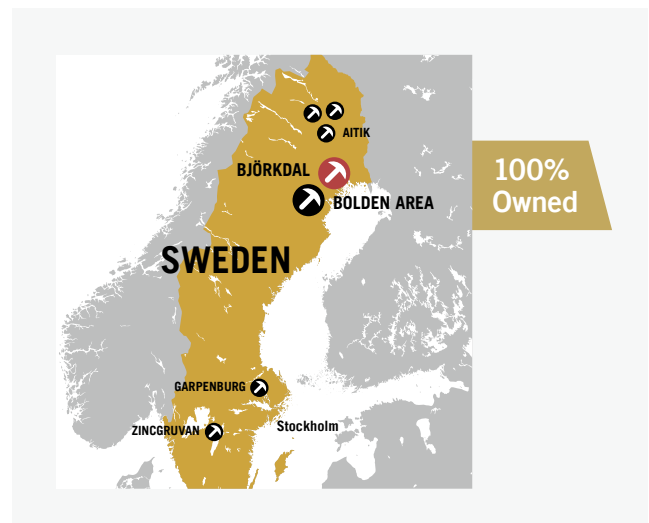 AITIK
BJÖRKDAL
BOLDEN AREA
100%
Owned
SWEDEN
GARPENBURG
ZINCGRUVAN
Stockholm